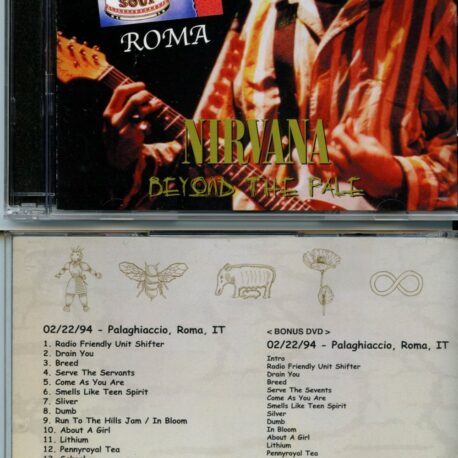 SOUP
ROMA
NIRVANA
BEYOND THE PALE
02/22/94 - Palaghiaccio, Roma, IT
1. Radio Friendly Unit Shifter
2. Drain You
3. Breed
4. Serve The Servants
5. Come As You Are
6. Smells Like Teen Spirit
7. Sliver
8. Dumb
9. Run To The Hills Jam / In Bloom
10. About A Girl
11. Lithium
12. Pennyroyal Tea
< BONUS DVD >
02/22/94 - Palaghiaccio, Roma, IT
Intro
Radio Friendly Unit Shifter
Drain You
Breed
Serve The Sevents
Come As You Are
Smells Like Teen Spirit
Silver
Dumb
In Bloom
About A Girl
Lithium
Pennyroyal Tea